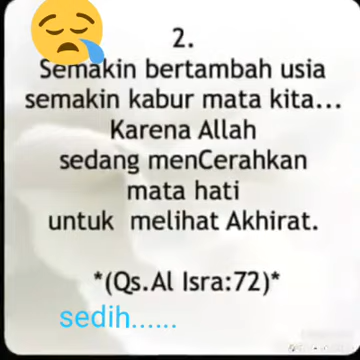 2.
Semakin bertambah usia
semakin kabur mata kita...
Karena Allah
sedang menCerahkan
mata hati
untuk melihat Akhirat.
*(Qs.Al Isra:72)*
sedih......